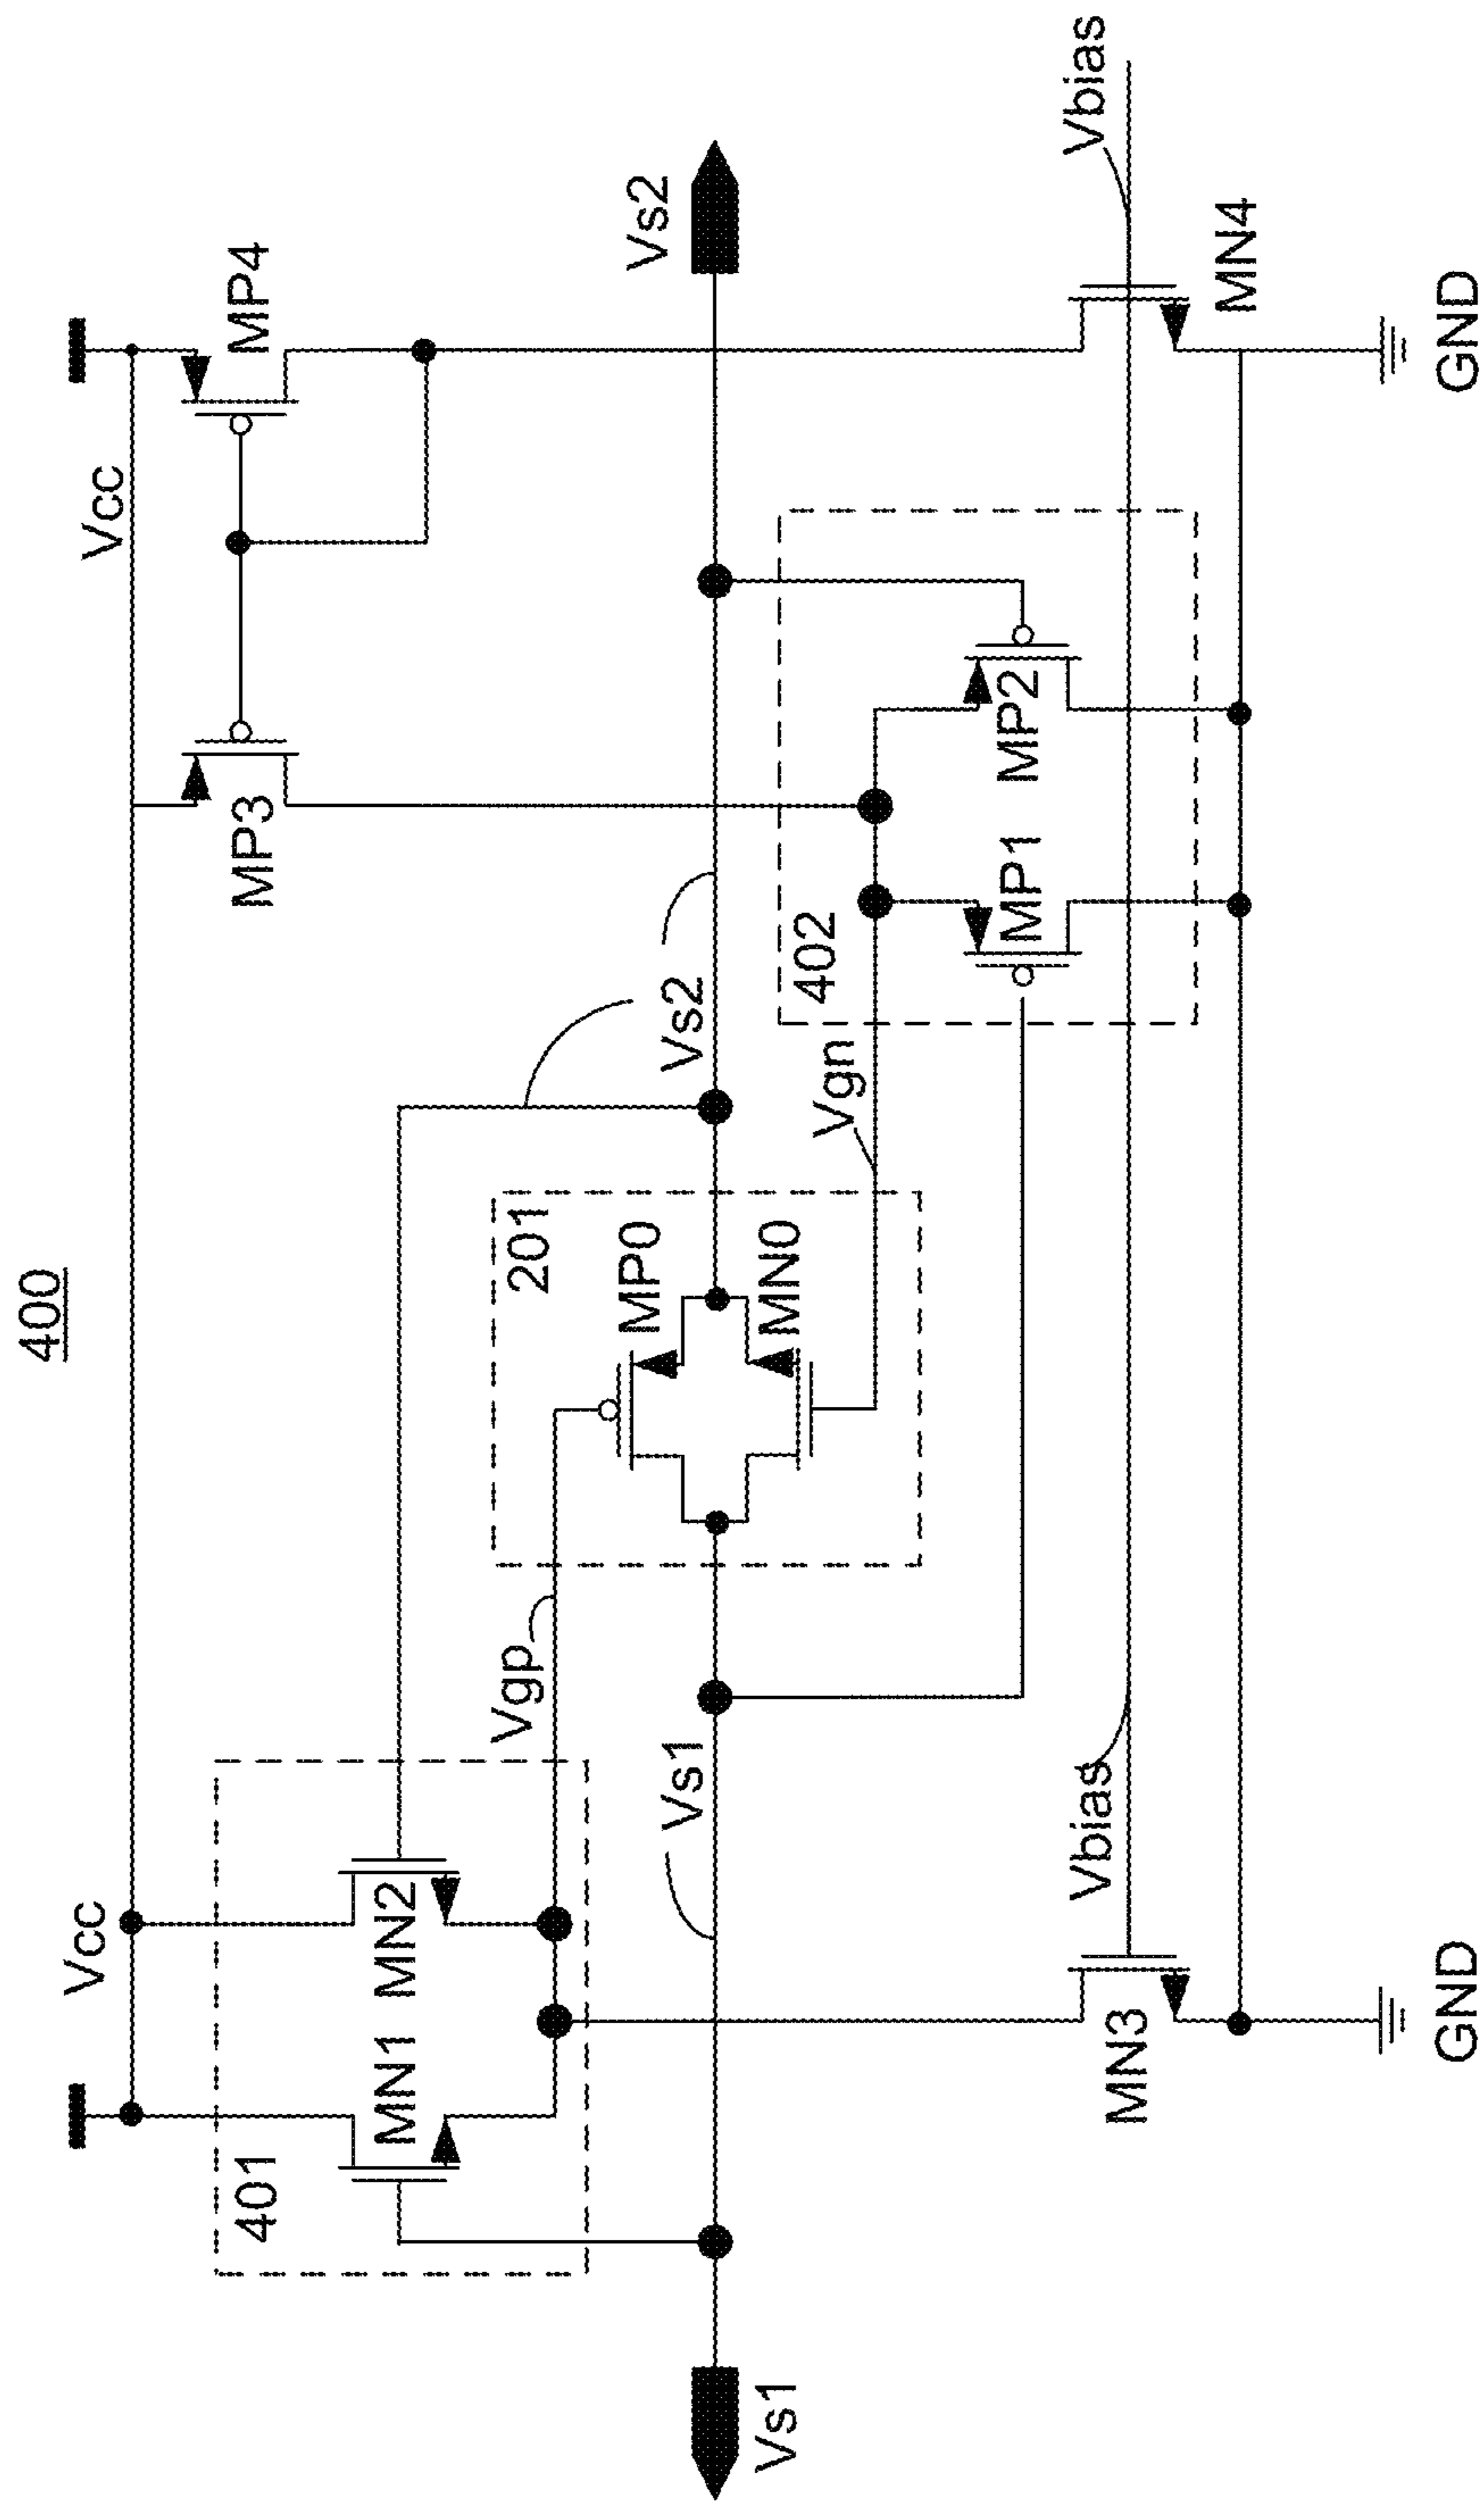 400
Vcc
Vcc
401
MN1
MN2
MP3
MP4
Vgp
201
MP0
MN0
Vs1
Vs1
Vs2
Vs2
Vgn
402
MP1
MP2
Vbias
Vbias
MN3
MN4
GND
GND